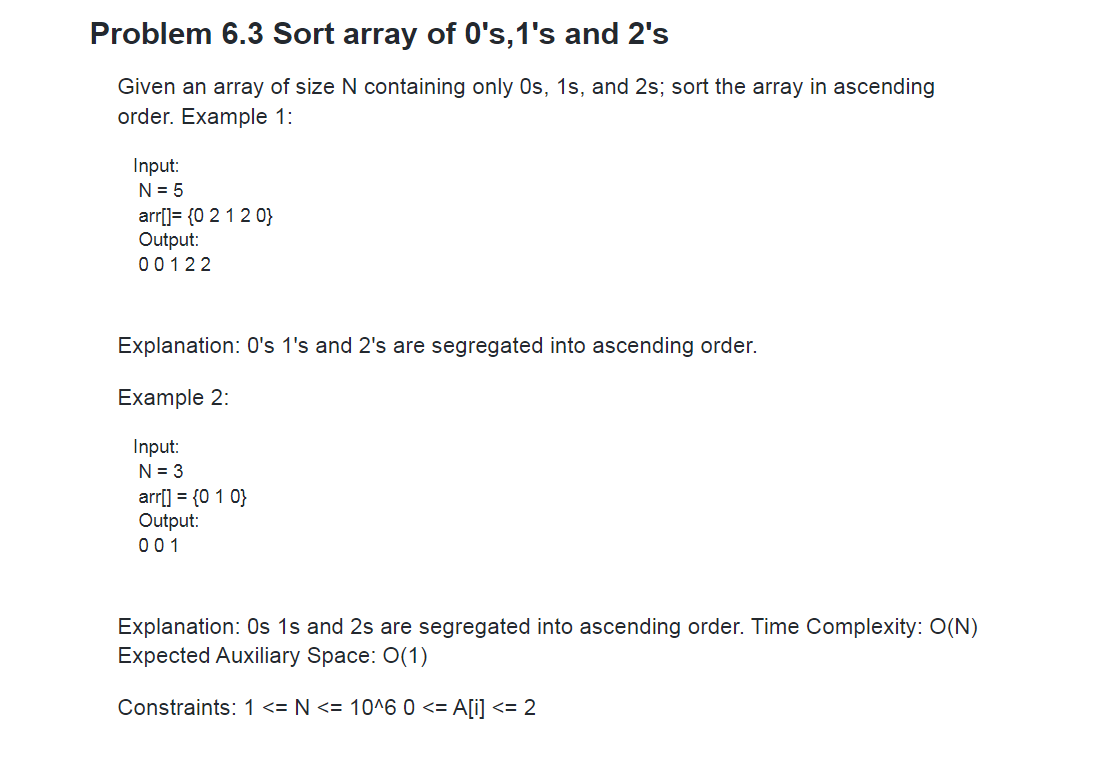 Problem 6.3 Sort array of 0's,1's and 2's
Given an array of size N containing only 0s, 1s, and 2s; sort the array in ascending
order. Example 1:
Input:
N = 5
arr[]= {0 2 1 2 0}
Output:
0 0 1 2 2
Explanation: 0's 1's and 2's are segregated into ascending order.
Example 2:
Input:
N = 3
arr[] = {0 1 0}
Output:
0 0 1
Explanation: 0s 1s and 2s are segregated into ascending order. Time Complexity: O(N)
Expected Auxiliary Space: O(1)
Constraints: 1 <= N <= 10^6 0 <= A[i] <= 2